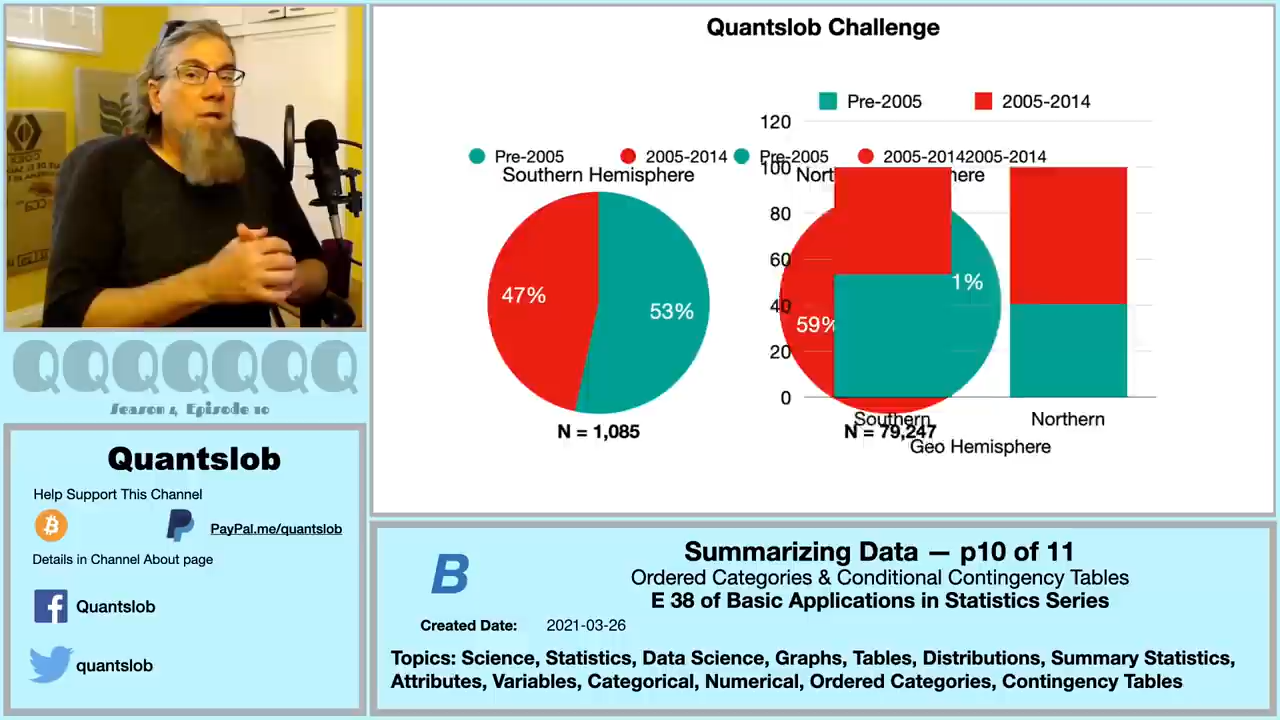 Quantslob Challenge
Pre-2005
2005-2014
120
100
80
60
40
20
0
Southern
Northern
Geo Hemisphere
Pre-2005
2005-2014
Southern Hemisphere
47%
53%
N = 1,085
Pre-2005
2005-2014
2005-2014
59%
1%
N = 79,247
QQQQQQQ
Season 4, Episode 10
Quantslob
Help Support This Channel
PayPal.me/quantslob
Details in Channel About page
Quantslob
quantslob
B
Summarizing Data — p10 of 11
Ordered Categories & Conditional Contingency Tables
E 38 of Basic Applications in Statistics Series
Created Date: 2021-03-26
Topics: Science, Statistics, Data Science, Graphs, Tables, Distributions, Summary Statistics,
Attributes, Variables, Categorical, Numerical, Ordered Categories, Contingency Tables